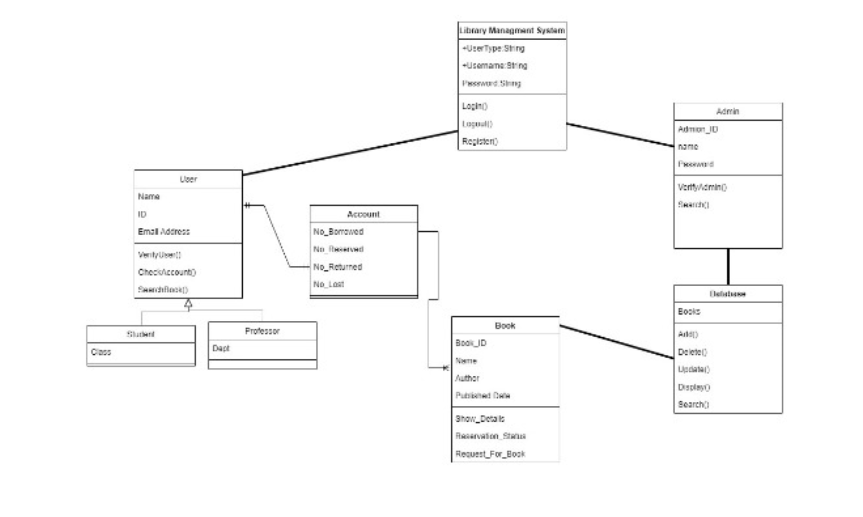 Library Managment System
+UserType:String
+Username:String
Password:String
Login()
Logout()
Register()
Admin
Admion_ID
name
Password
VerifyAdmin()
Search()
User
Name
ID
Email Address
VerityUser()
CheckAccount()
SearchBook()
Account
No_Borrowed
No_Reserved
No_Returned
No_Lost
Student
Class
Professor
Dept
Book
Book_ID
Name
Author
Published Date
Show_Details
Reservation_Status
Request_For_Book
Database
Books
Add()
Delete()
Update()
Display()
Search()